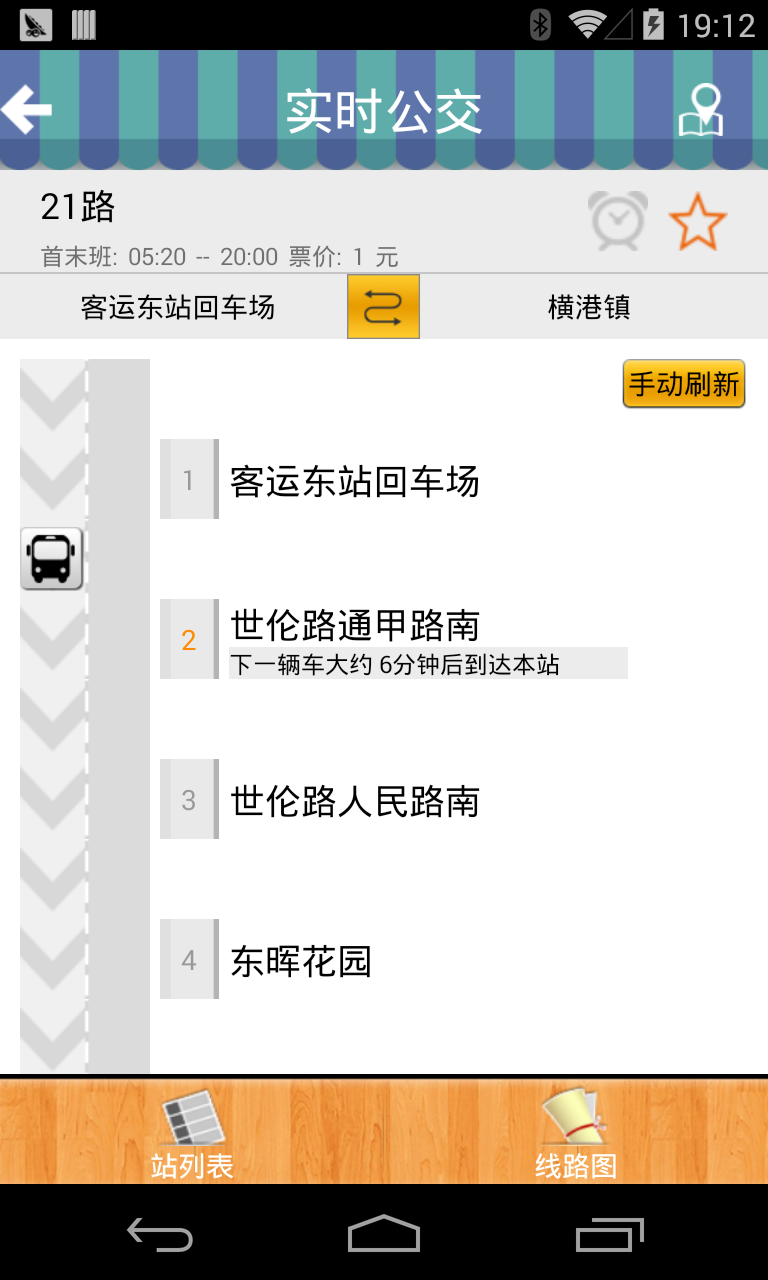 19:12
实时公交
21路
首末班: 05:20 -- 20:00 票价: 1 元
客运东站回车场
横港镇
手动刷新
1
客运东站回车场
2
世伦路通甲路南
下一辆车大约 6分钟后到达本站
3
世伦路人民路南
4
东晖花园
站列表
线路图